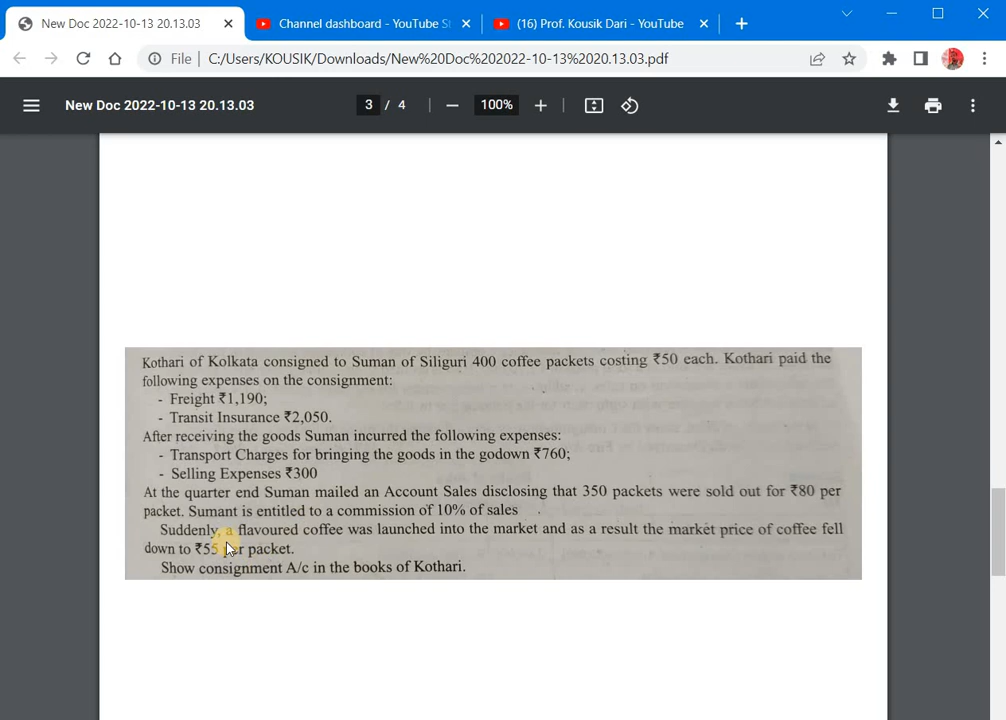 New Doc 2022-10-13 20.13.03
Channel dashboard - YouTube St
(16) Prof. Kousik Dari - YouTube
File
C:/Users/KOUSIK/Downloads/New%20Doc%202022-10-13%2020.13.03.pdf
New Doc 2022-10-13 20.13.03
3 / 4
100%
Kothari of Kolkata consigned to Suman of Siliguri 400 coffee packets costing ₹50 each. Kothari paid the
following expenses on the consignment:
- Freight ₹1,190;
- Transit Insurance ₹2,050.
After receiving the goods Suman incurred the following expenses:
- Transport Charges for bringing the goods in the godown ₹760;
- Selling Expenses ₹300
At the quarter end Suman mailed an Account Sales disclosing that 350 packets were sold out for ₹80 per
packet. Sumant is entitled to a commission of 10% of sales
Suddenly, a flavoured coffee was launched into the market and as a result the market price of coffee fell
down to ₹55 per packet.
Show consignment A/c in the books of Kothari.